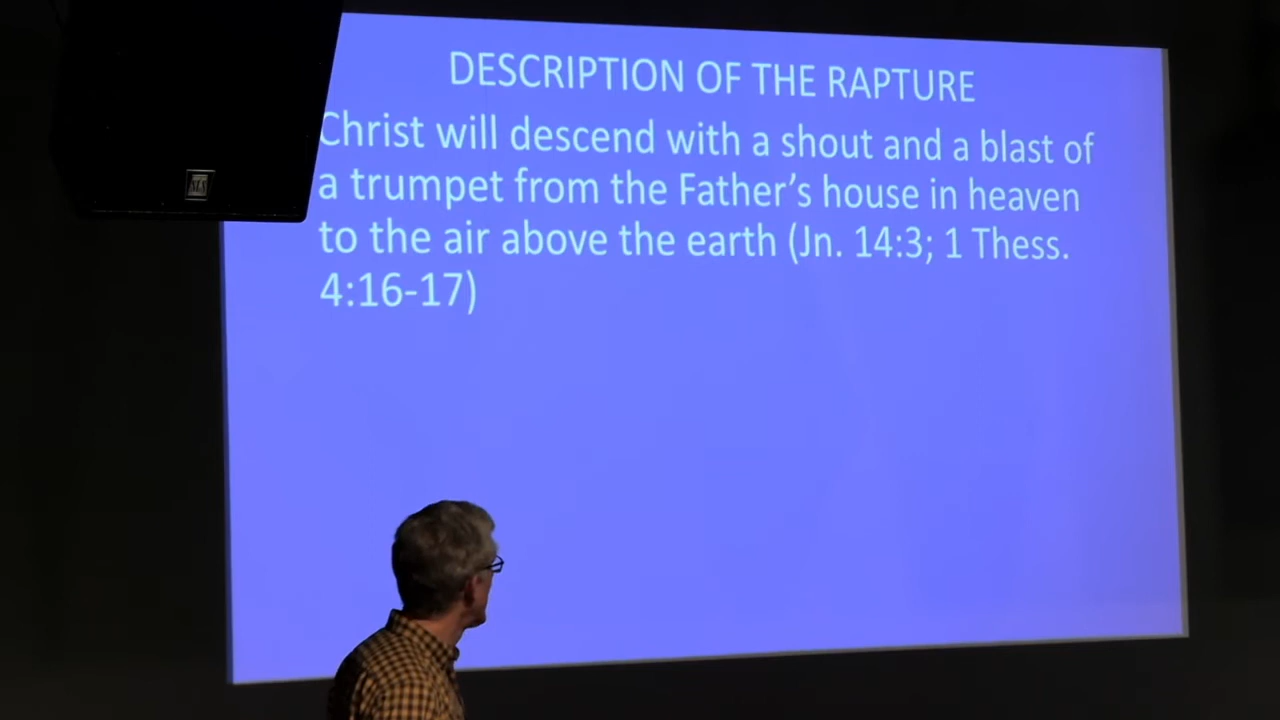 DESCRIPTION OF THE RAPTURE
Christ will descend with a shout and a blast of
a trumpet from the Father’s house in heaven
to the air above the earth (Jn. 14:3; 1 Thess.
4:16-17)